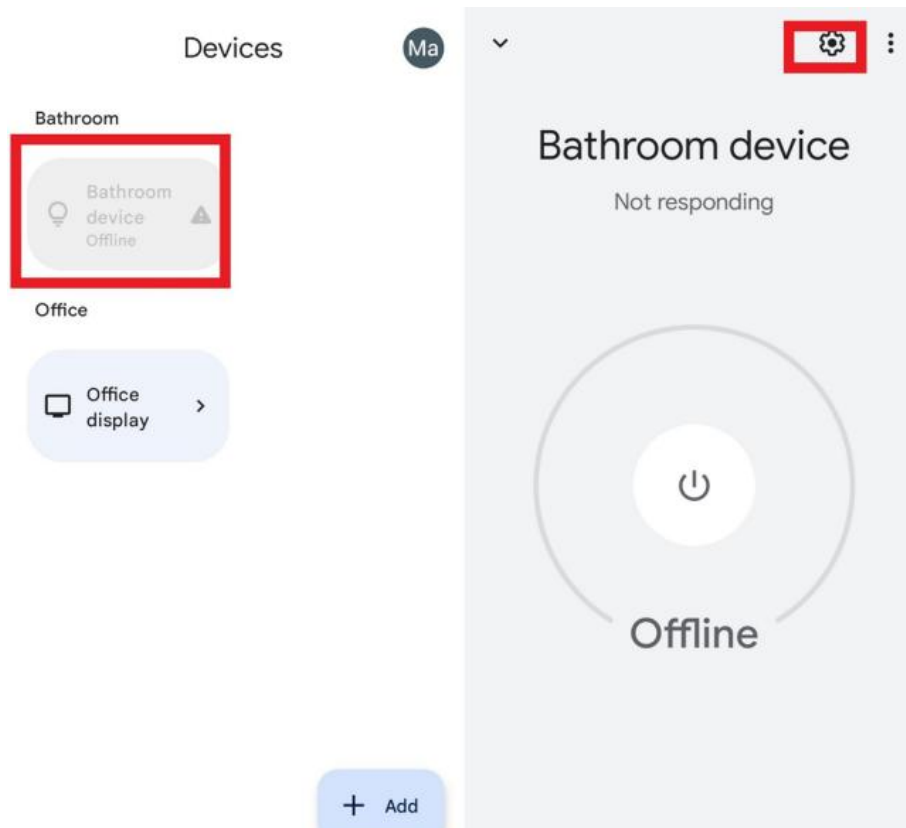 Devices
Ma
Bathroom
Bathroom
device
Offline
Office
Office
display
+ Add
Bathroom device
Not responding
Offline